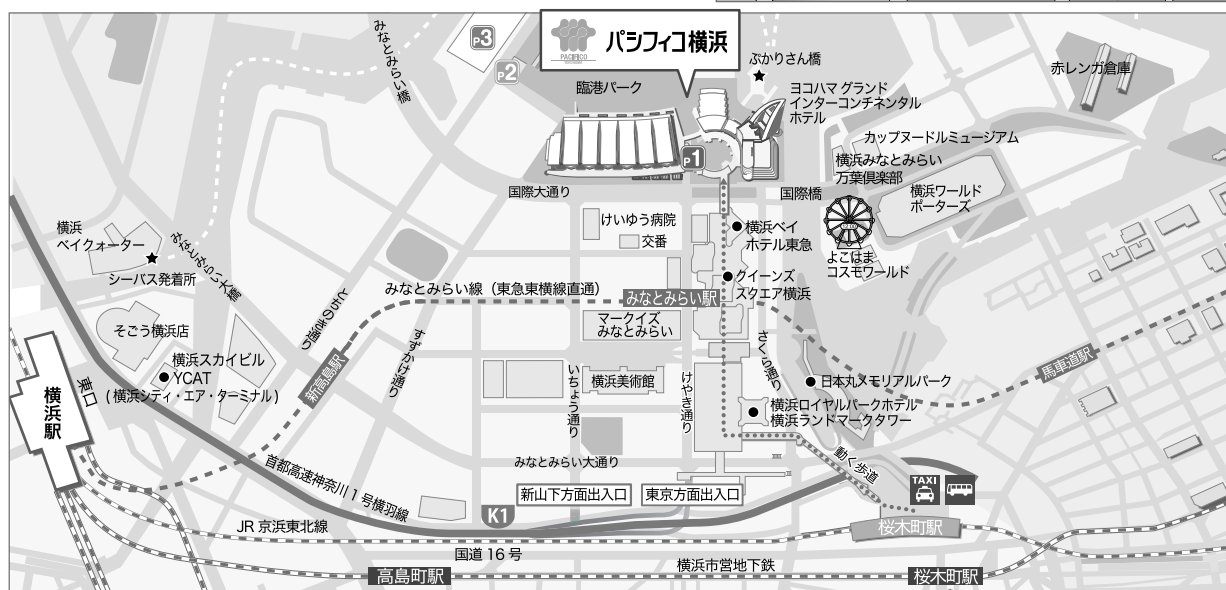 パシフィコ横浜
PACIFICO
YOKOHAMA
P3
P2
P1
みなとみらい橋
臨港パーク
ぷかりさん橋
ヨコハマ グランド
インターコンチネンタル
ホテル
赤レンガ倉庫
カップヌードルミュージアム
横浜みなとみらい
万葉倶楽部
国際大通り
国際橋
横浜ワールド
ポーターズ
けいゆう病院
交番
横浜ベイ
ホテル東急
よこはま
コスモワールド
横浜
ベイクォーター
シーバス発着所
みなとみらい大橋
みなとみらい線（東急東横線直通）
みなとみらい駅
クイーンズ
スクエア横浜
マークイズ
みなとみらい
そごう横浜店
とちのき通り
すずかけ通り
さくら通り
横浜スカイビル
YCAT
( 横浜シティ・エア・ターミナル )
新高島駅
馬車道駅
東口
横浜駅
いちょう通り
横浜美術館
けやき通り
日本丸メモリアルパーク
横浜ロイヤルパークホテル
横浜ランドマークタワー
みなとみらい大通り
動く歩道
首都高速神奈川 1 号横羽線
新山下方面出入口
東京方面出入口
TAXI
K1
JR 京浜東北線
国道 16 号
桜木町駅
横浜市営地下鉄
高島町駅
桜木町駅